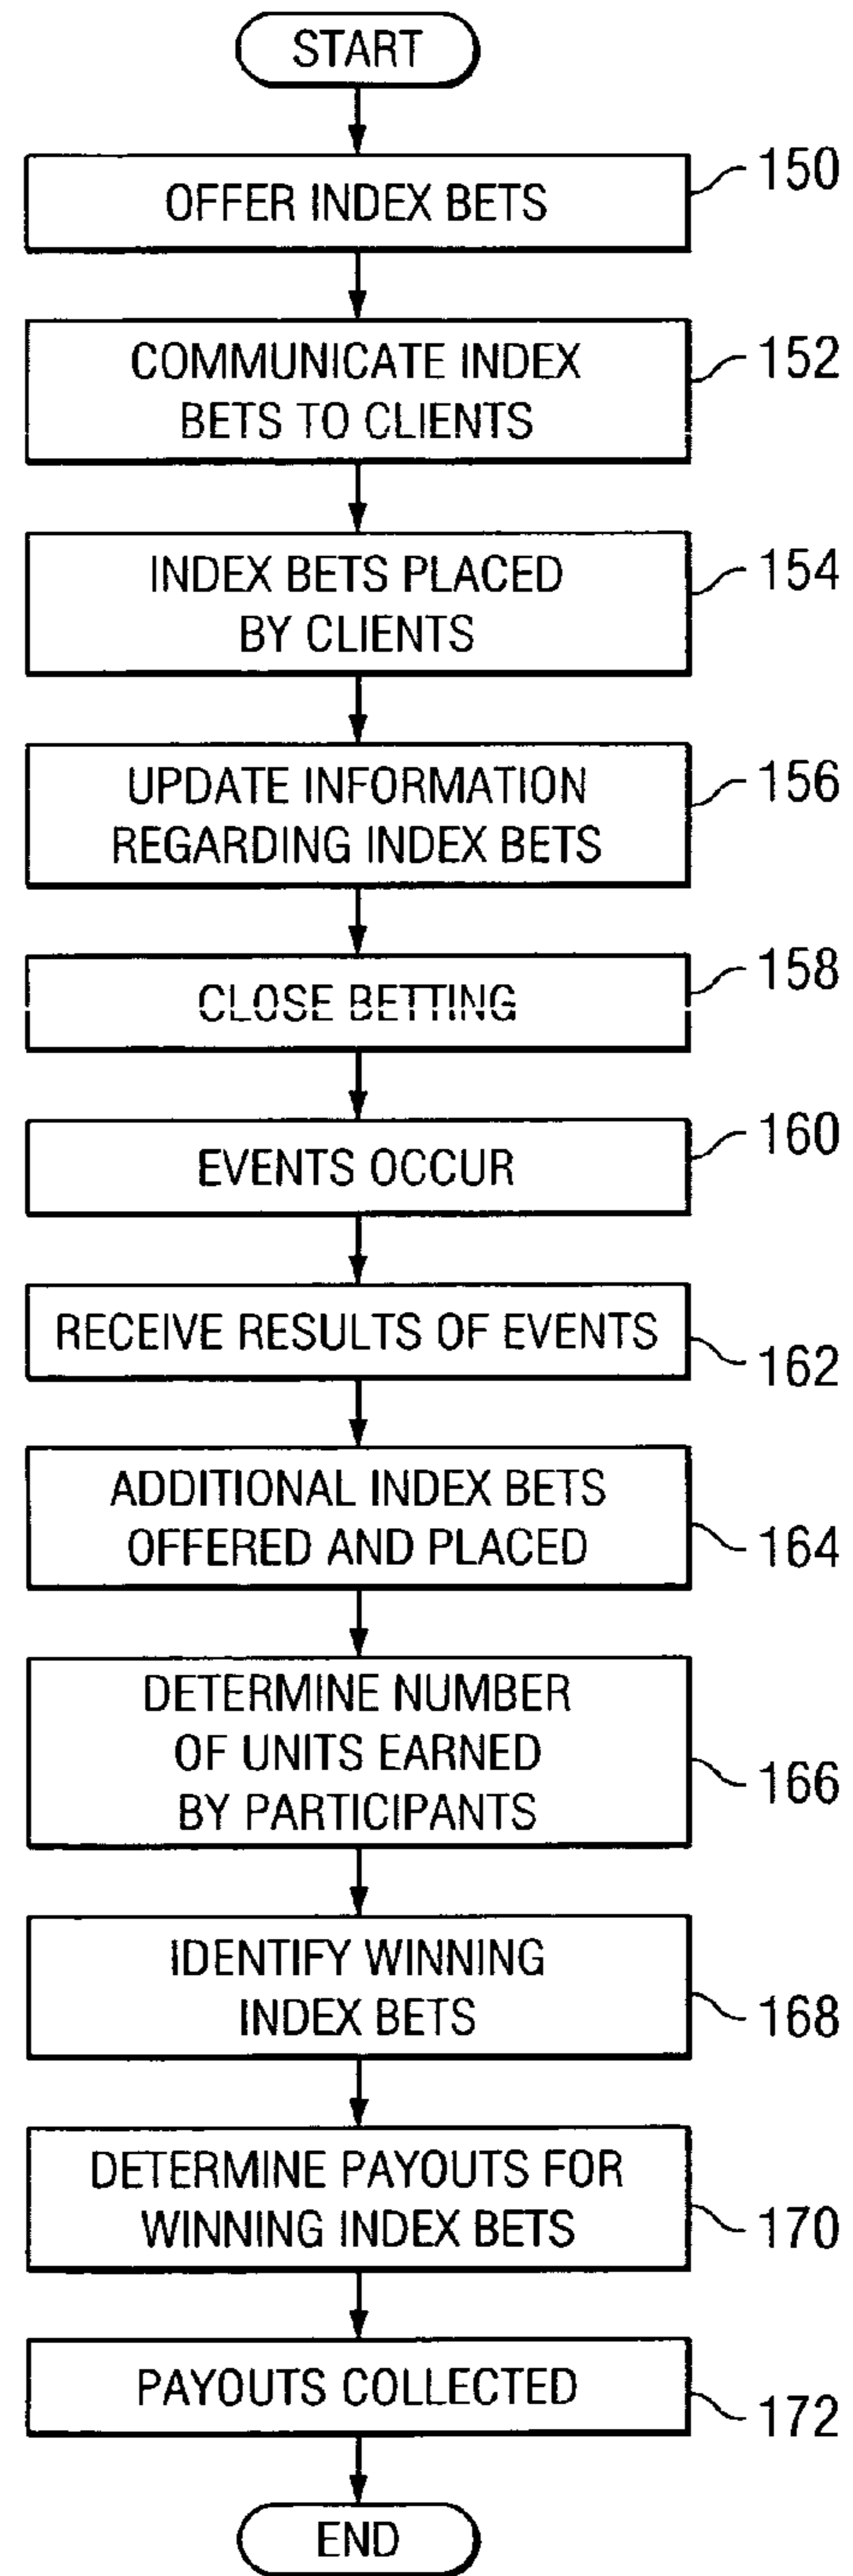 START
OFFER INDEX BETS
150
COMMUNICATE INDEX
BETS TO CLIENTS
152
INDEX BETS PLACED
BY CLIENTS
154
UPDATE INFORMATION
REGARDING INDEX BETS
156
CLOSE BETTING
158
EVENTS OCCUR
160
RECEIVE RESULTS OF EVENTS
162
ADDITIONAL INDEX BETS
OFFERED AND PLACED
164
DETERMINE NUMBER
OF UNITS EARNED
BY PARTICIPANTS
166
IDENTIFY WINNING
INDEX BETS
168
DETERMINE PAYOUTS FOR
WINNING INDEX BETS
170
PAYOUTS COLLECTED
172
END